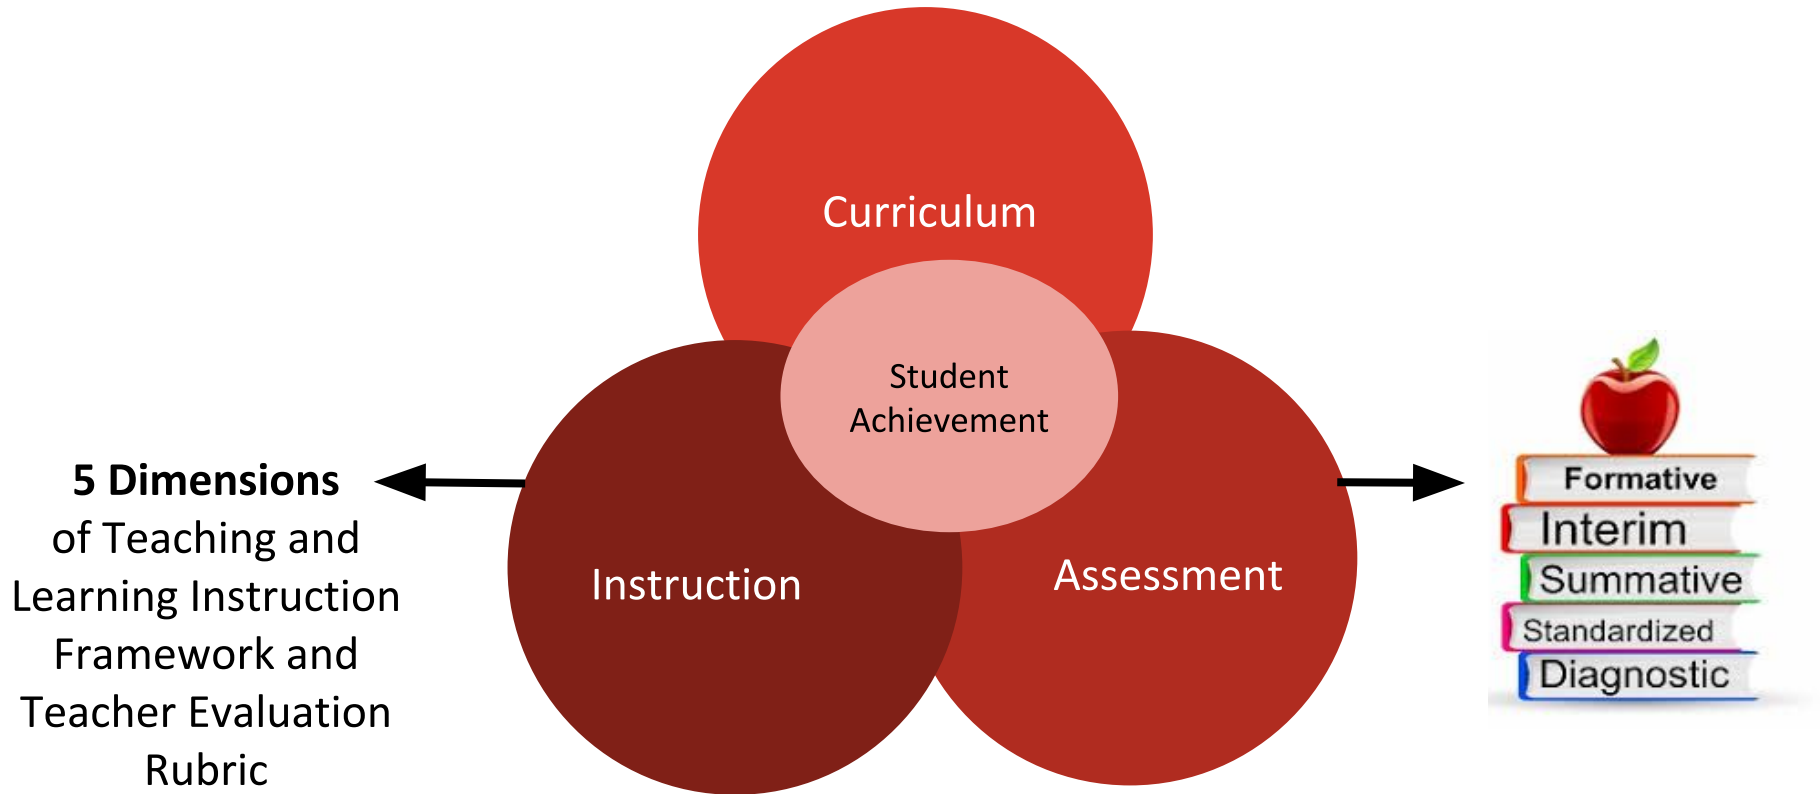 Curriculum
Student
Achievement
Instruction
Assessment
5 Dimensions
of Teaching and
Learning Instruction
Framework and
Teacher Evaluation
Rubric
Formative
Interim
Summative
Standardized
Diagnostic